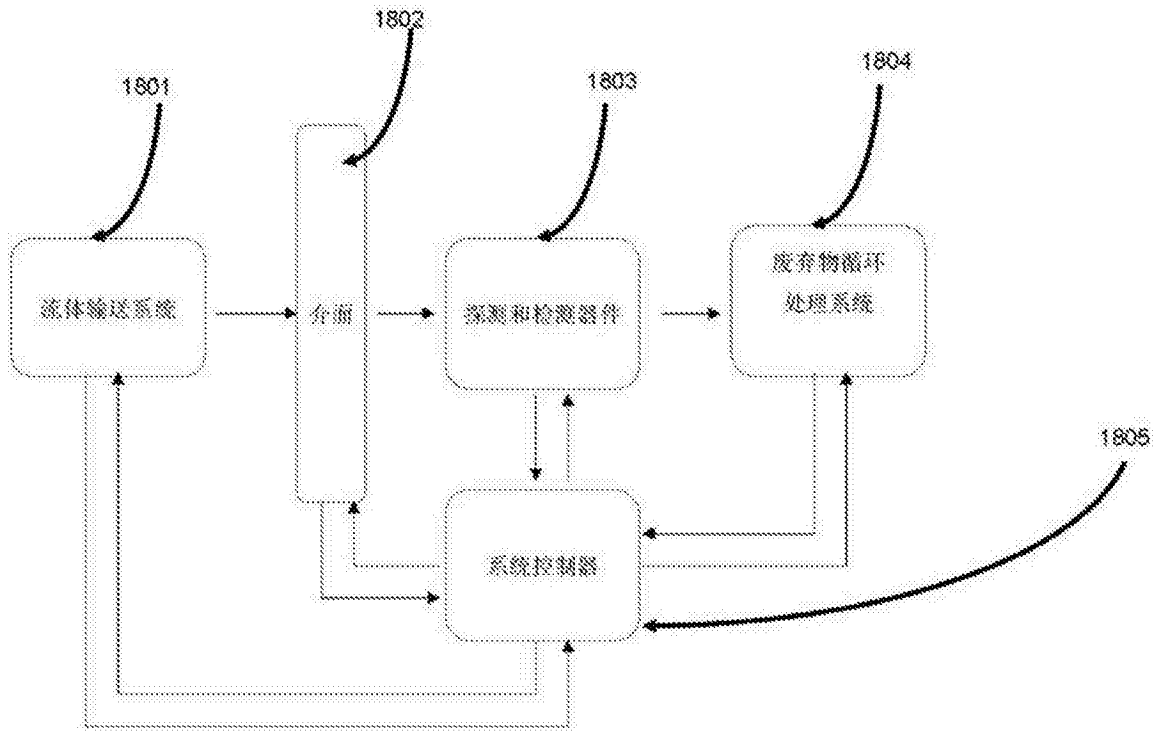 1801
1802
1803
1804
流体输送系统
介面
探测和检测器件
废弃物循环
处理系统
系统控制器
1805